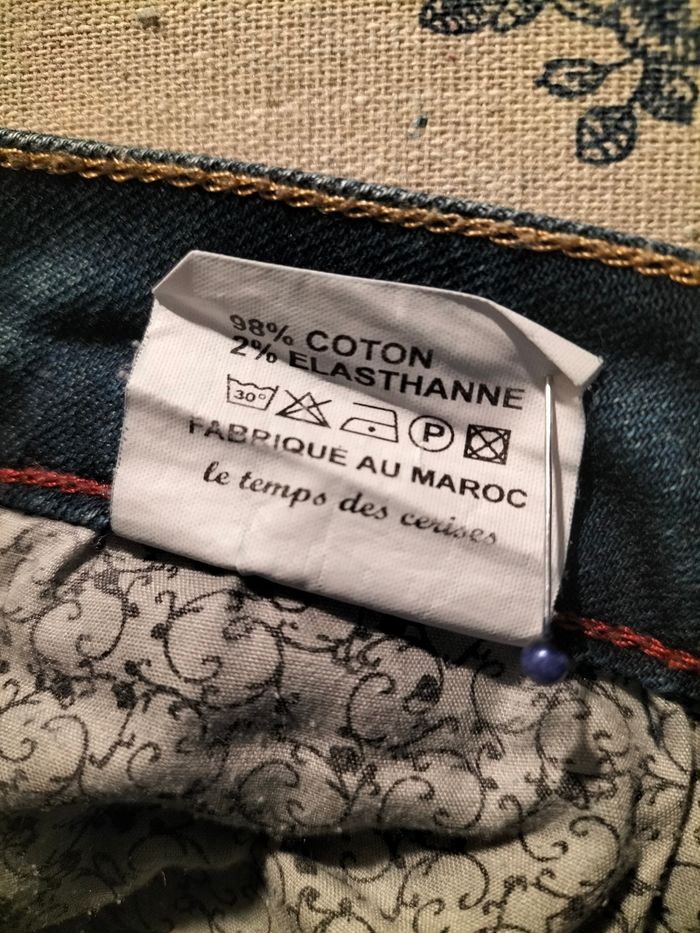 98% COTON
2% ELASTHANNE
30° P
FABRIQUE AU MAROC
le temps des cerises